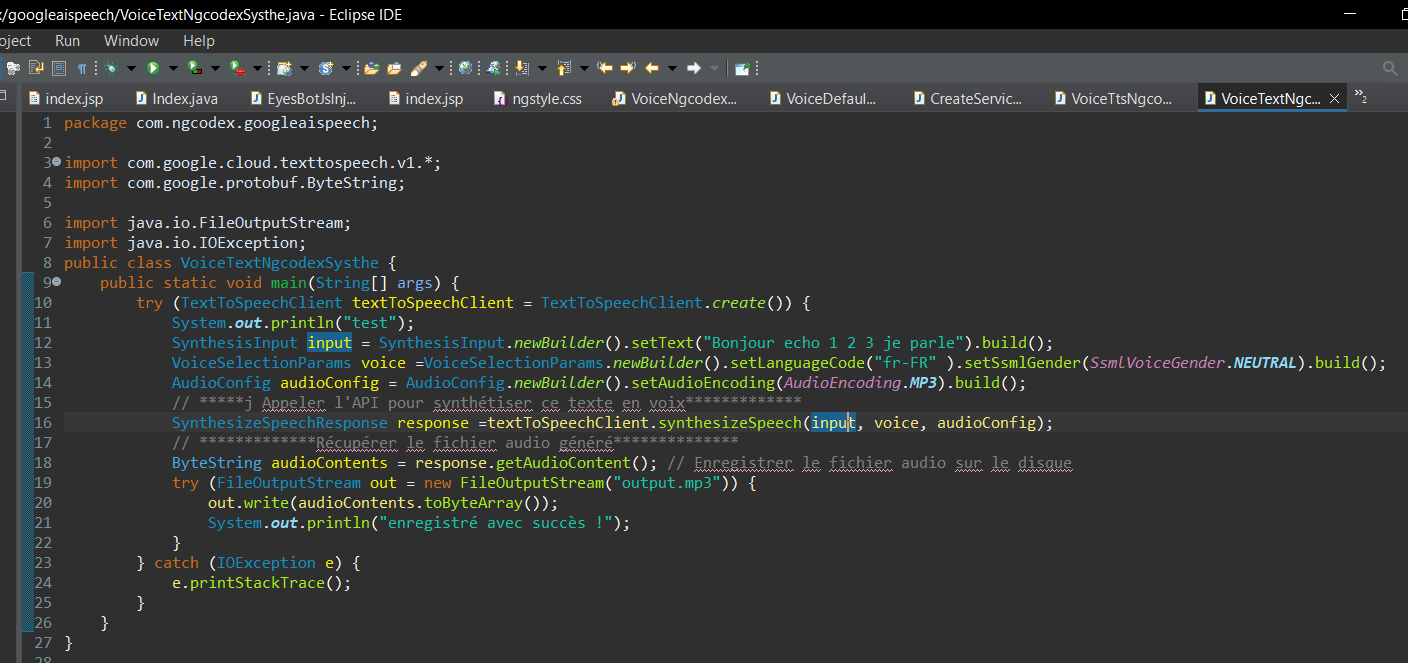 x/googleaispeech/VoiceTextNgcodexSysthe.java - Eclipse IDE
oject Run Window Help
index.jsp Index.java EyesBotJsInj... index.jsp ngstyle.css VoiceNgcodex... VoiceDefaul... CreateServic... VoiceTtsNgco... VoiceTextNgc... 2
1 package com.ngcodex.googleaispeech;
2
3 import com.google.cloud.texttospeech.v1.*;
4 import com.google.protobuf.ByteString;
5
6 import java.io.FileOutputStream;
7 import java.io.IOException;
8 public class VoiceTextNgcodexSysthe {
9 public static void main(String[] args) {
10 try (TextToSpeechClient textToSpeechClient = TextToSpeechClient.create()) {
11 System.out.println("test");
12 SynthesisInput input = SynthesisInput.newBuilder().setText("Bonjour echo 1 2 3 je parle").build();
13 VoiceSelectionParams voice =VoiceSelectionParams.newBuilder().setLanguageCode("fr-FR" ).setSsmlGender(SsmlVoiceGender.NEUTRAL).build();
14 AudioConfig audioConfig = AudioConfig.newBuilder().setAudioEncoding(AudioEncoding.MP3).build();
15 // *****j Appeler l'API pour synthétiser ce texte en voix*************
16 SynthesizeSpeechResponse response =textToSpeechClient.synthesizeSpeech(input, voice, audioConfig);
17 // *************Récupérer le fichier audio généré**************
18 ByteString audioContents = response.getAudioContent(); // Enregistrer le fichier audio sur le disque
19 try (FileOutputStream out = new FileOutputStream("output.mp3")) {
20 out.write(audioContents.toByteArray());
21 System.out.println("enregistré avec succès !");
22 }
23 } catch (IOException e) {
24 e.printStackTrace();
25 }
26 }
27 }
28